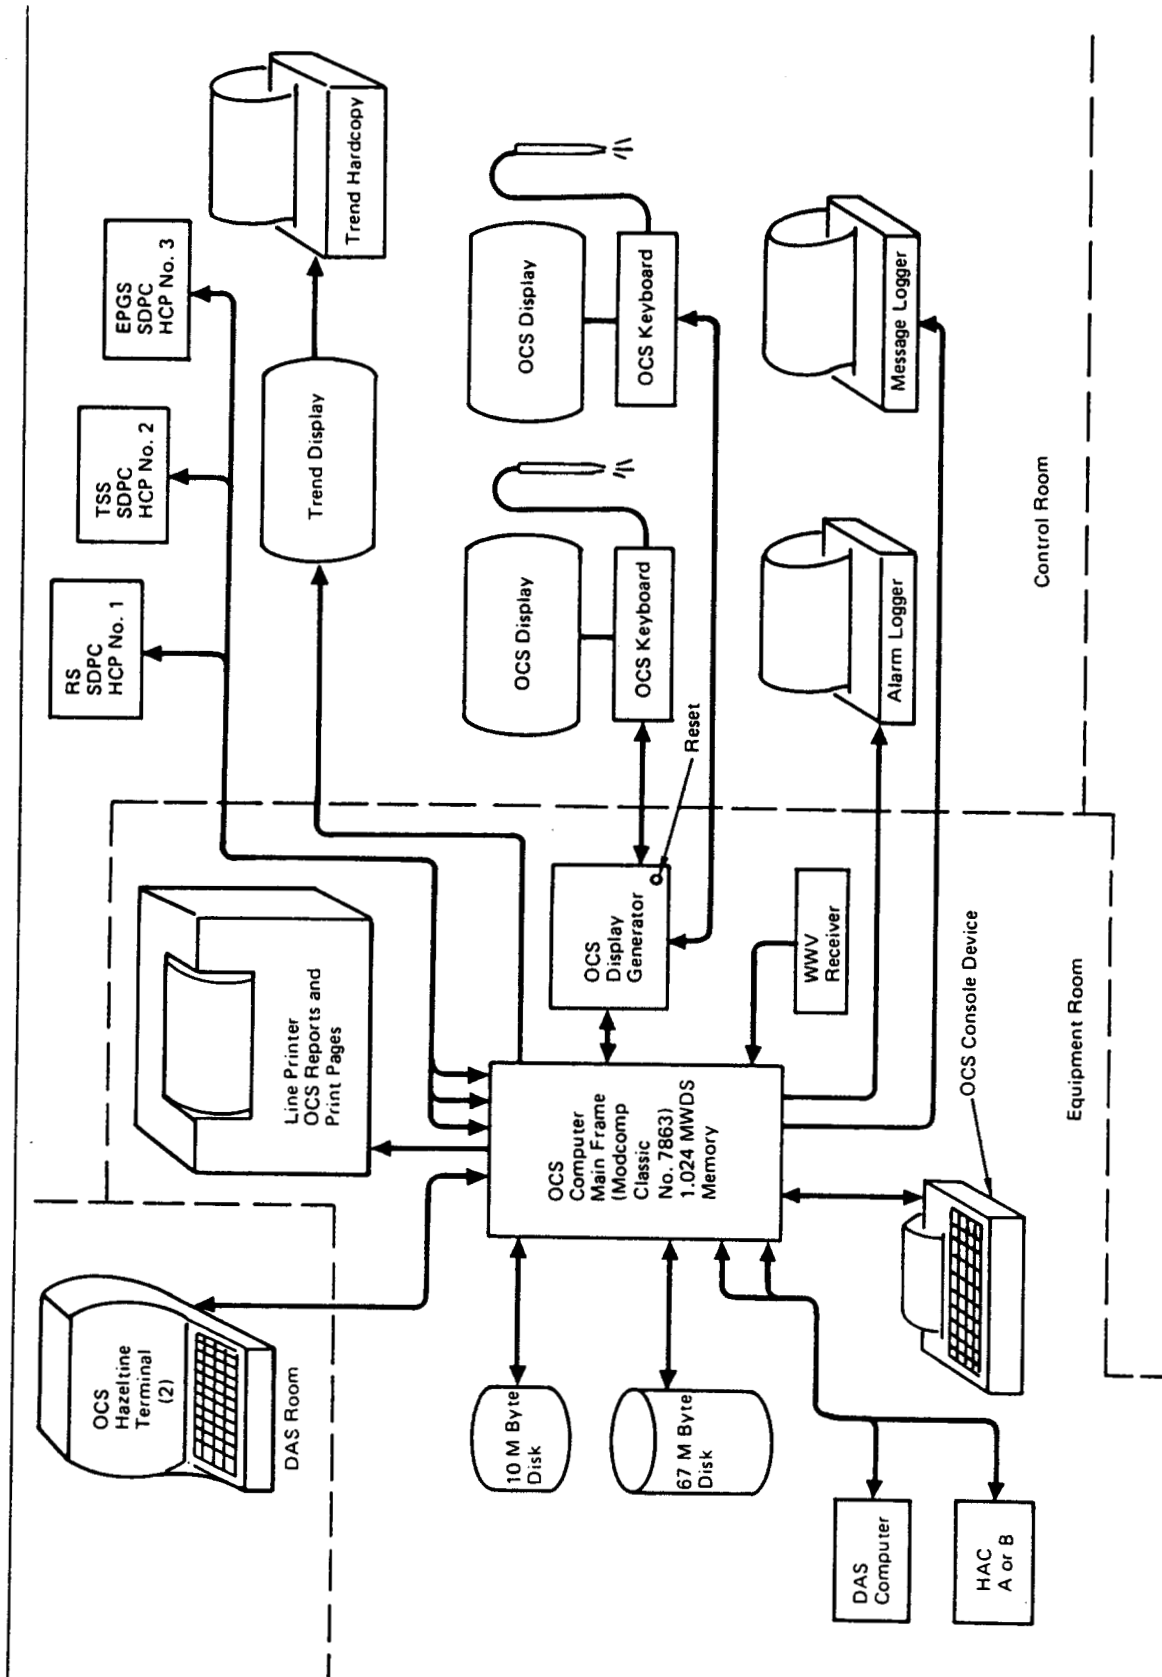 OCS
Hazeltine
Terminal
(2)
DAS Room
Line Printer
OCS Reports and
Print Pages
RS
SDPC
HCP No. 1
TSS
SDPC
HCP No. 2
EPGS
SDPC
HCP No. 3
Trend Display
Trend Hardcopy
10 M Byte
Disk
67 M Byte
Disk
OCS
Computer
Main Frame
(Modcomp
Classic
No. 7863)
1.024 MWDS
Memory
OCS
Display
Generator
Reset
OCS Display
OCS Keyboard
OCS Display
OCS Keyboard
WWV
Receiver
Alarm Logger
Message Logger
DAS
Computer
HAC
A or B
OCS Console Device
Equipment Room
Control Room